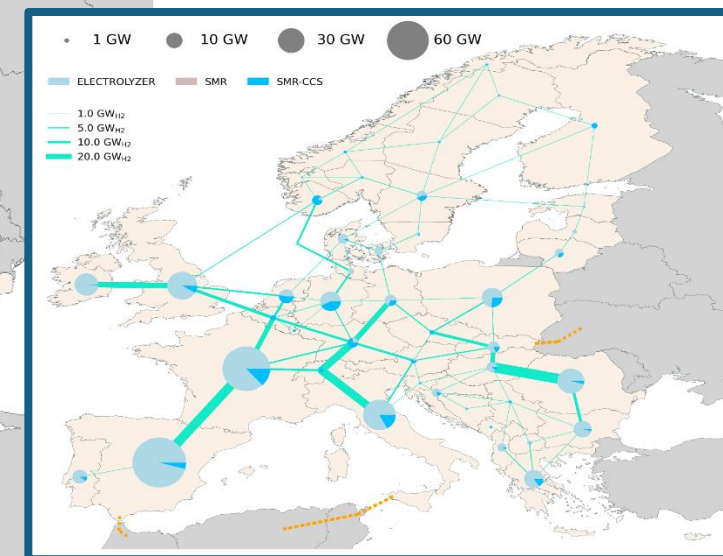 1 GW 10 GW 30 GW 60 GW
ELECTROLYZER SMR SMR-CCS
1.0 GWH2
5.0 GWH2
10.0 GWH2
20.0 GWH2